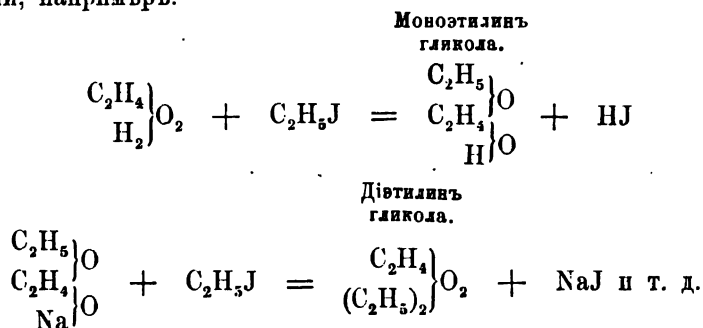 ни, напримѣръ:
Моноэтилинъ
гликола.
C₂H₄}O₂ + C₂H₅J = C₂H₅}O + HJ
H₂} C₂H₄}O
H}O
Діэтилинъ
гликола.
C₂H₅}O
C₂H₄}O + C₂H₅J = C₂H₄}O₂ + NaJ и т. д.
Na}O (C₂H₅)₂}